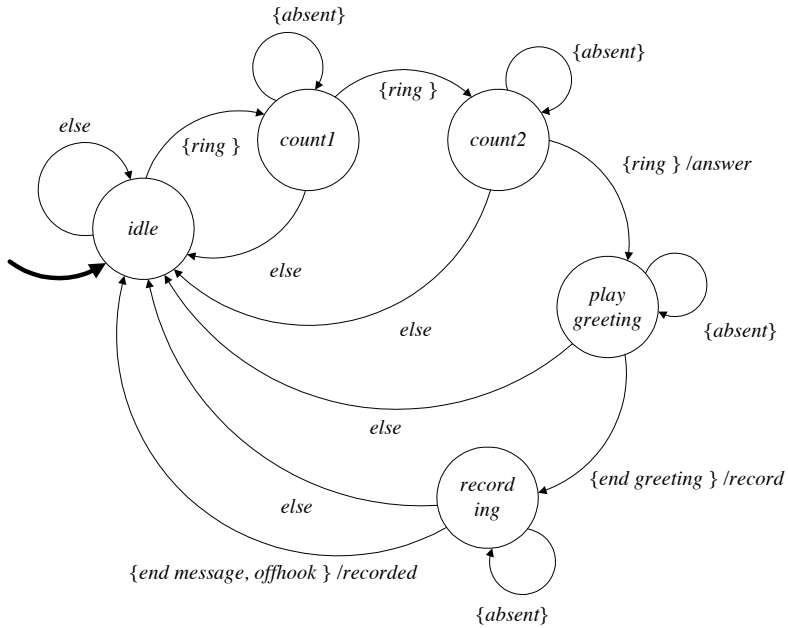 {absent}
{absent}
{ring }
else
count1
count2
{ring }
{ring } /answer
idle
else
play
greeting
else
{absent}
else
{end greeting } /record
record
ing
else
{end message, offhook } /recorded
{absent}